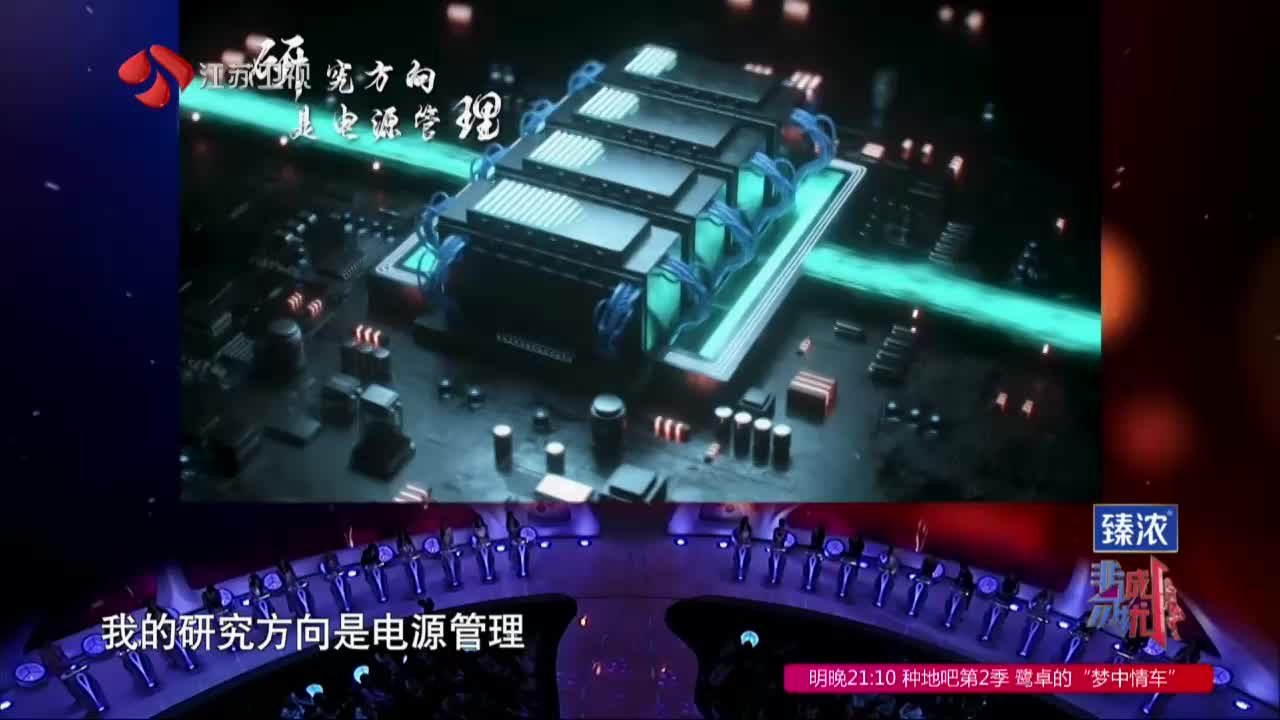 江苏卫视
研究方向
是电源管理
臻浓
非诚勿扰
我的研究方向是电源管理
明晚21:10 种地吧第2季 鹭卓的“梦中情车”